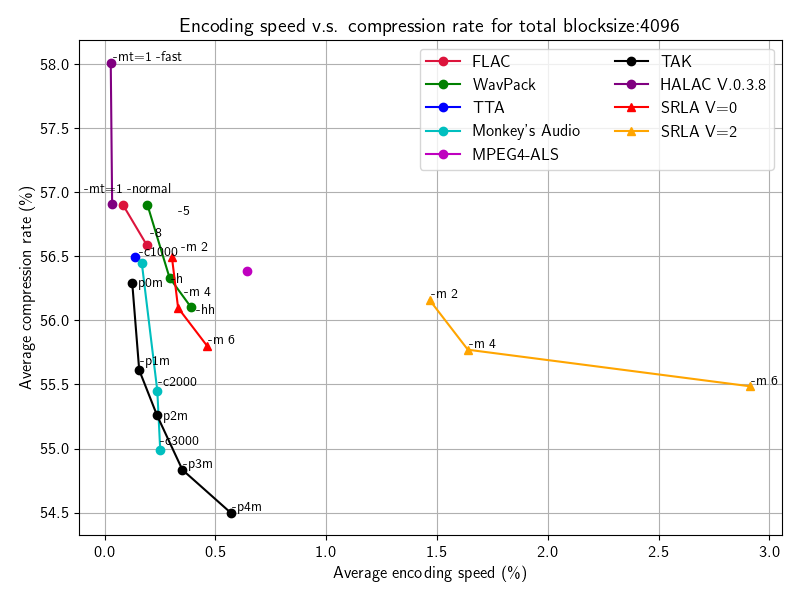 Encoding speed v.s. compression rate for total blocksize:4096
FLAC
WavPack
TTA
Monkey's Audio
MPEG4-ALS
TAK
HALAC V.0.3.8
SRLA V=0
SRLA V=2
Average compression rate (%)
58.0
57.5
57.0
56.5
56.0
55.5
55.0
54.5
-mt=1 -fast
-mt=1 -normal
-5
-8
-m 2
-c1000
-h
-p0m
-m 4
-hh
-m 6
-p1m
-c2000
-p2m
-c3000
-p3m
-p4m
-m 2
-m 4
-m 6
0.0
0.5
1.0
1.5
2.0
2.5
3.0
Average encoding speed (%)